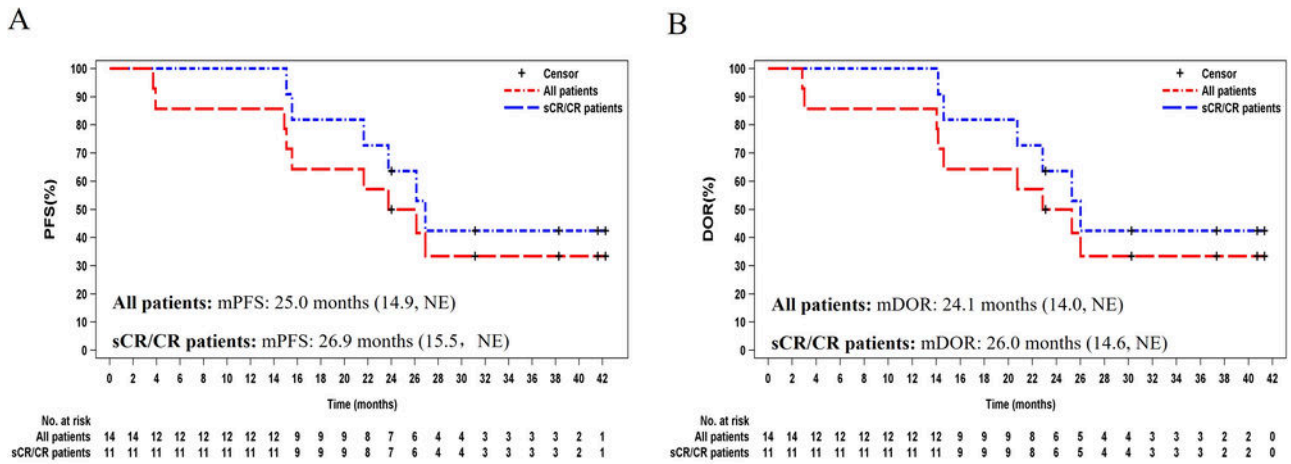 A
100
90
80
70
60
50
40
30
20
10
0
PFS(%)
Censor
All patients
sCR/CR patients
All patients: mPFS: 25.0 months (14.9, NE)
sCR/CR patients: mPFS: 26.9 months (15.5, NE)
0 2 4 6 8 10 12 14 16 18 20 22 24 26 28 30 32 34 36 38 40 42
Time (months)
No. at risk
All patients 14 14 12 12 12 12 12 12 9 9 9 8 7 6 4 4 3 3 3 3 2 1
sCR/CR patients 11 11 11 11 11 11 11 11 9 9 9 8 7 6 4 4 3 3 3 3 2 1
B
100
90
80
70
60
50
40
30
20
10
0
DOR(%)
Censor
All patients
sCR/CR patients
All patients: mDOR: 24.1 months (14.0, NE)
sCR/CR patients: mDOR: 26.0 months (14.6, NE)
0 2 4 6 8 10 12 14 16 18 20 22 24 26 28 30 32 34 36 38 40 42
Time (months)
No. at risk
All patients 14 14 12 12 12 12 12 12 9 9 9 8 6 5 4 4 3 3 3 2 2 0
sCR/CR patients 11 11 11 11 11 11 11 11 9 9 9 8 6 5 4 4 3 3 3 2 2 0